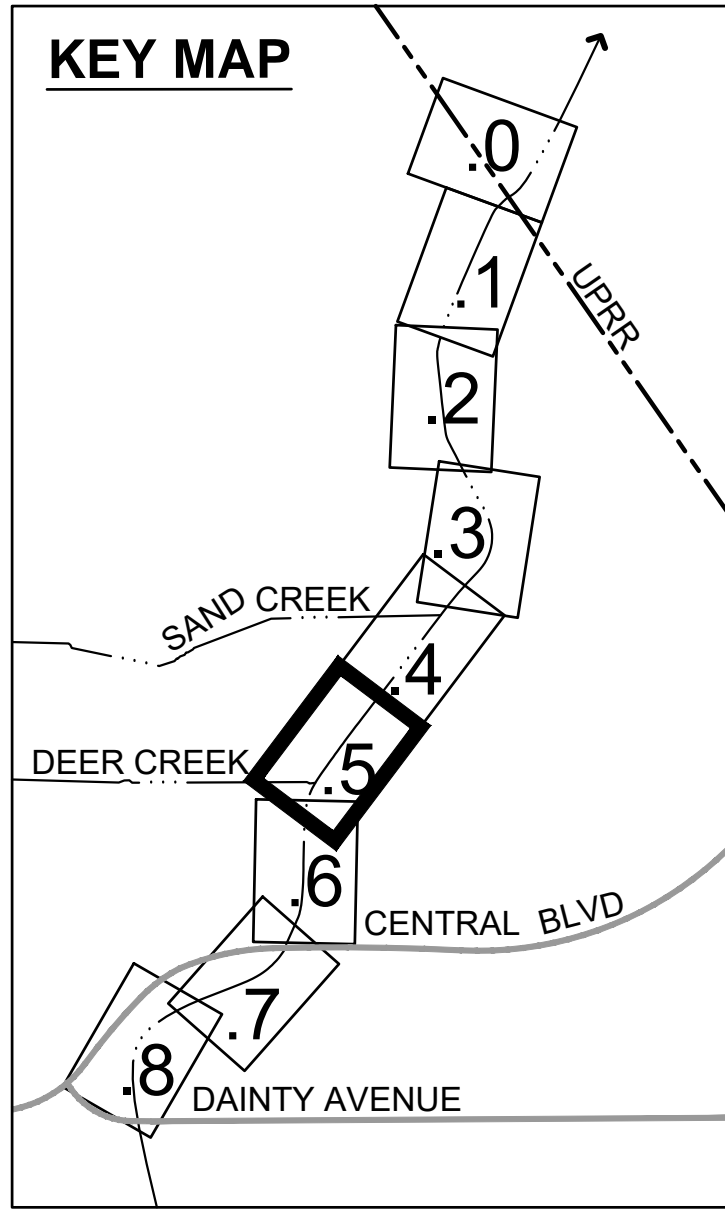 KEY MAP
.0
UPRR
.1
.2
.3
SAND CREEK
.4
DEER CREEK
.5
.6
CENTRAL BLVD
.7
.8
DAINTY AVENUE